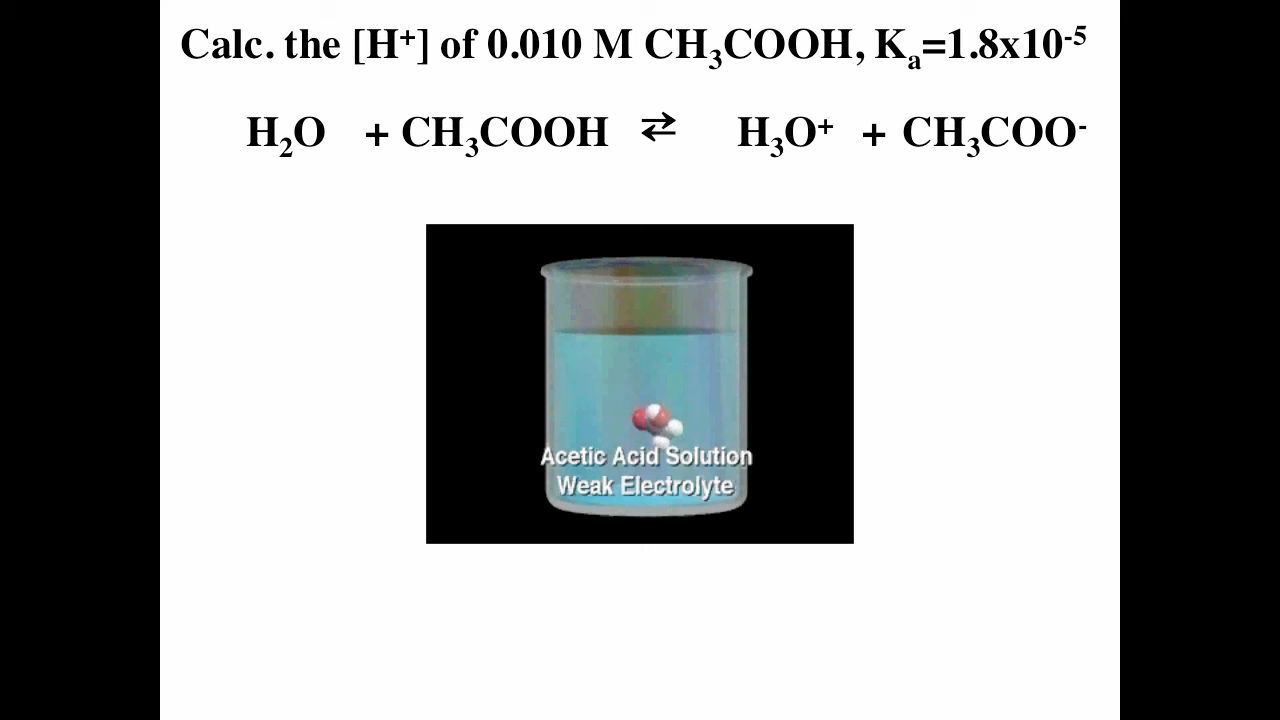 Calc. the [H⁺] of 0.010 M CH₃COOH, Kₐ=1.8x10⁻⁵
H₂O + CH₃COOH ⇄ H₃O⁺ + CH₃COO⁻
Acetic Acid Solution
Weak Electrolyte